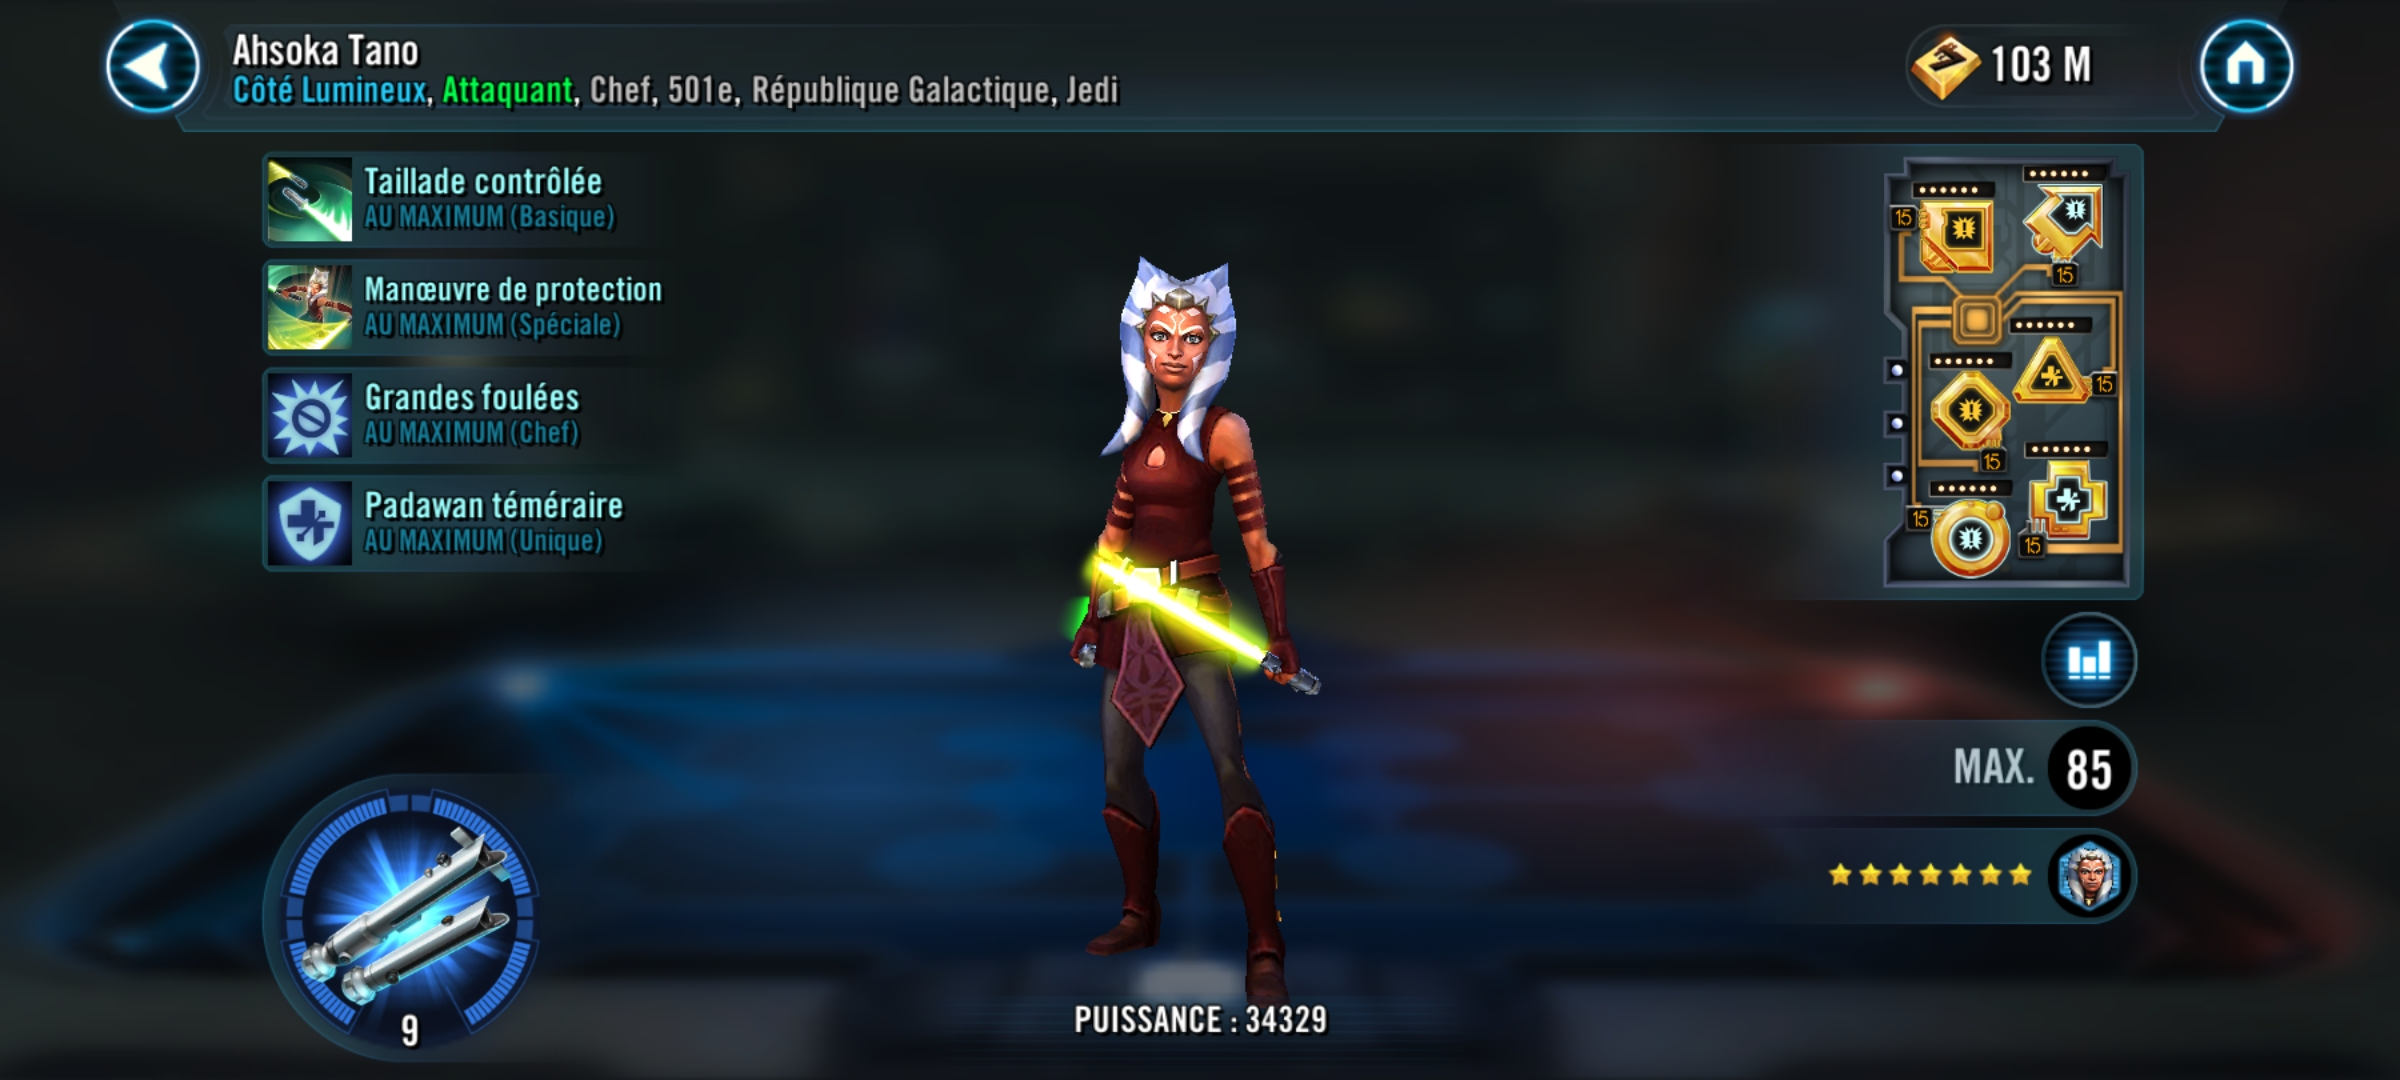 Ahsoka Tano
Côté Lumineux, Attaquant, Chef, 501e, République Galactique, Jedi
103 M
Taillade contrôlée
AU MAXIMUM (Basique)
Manœuvre de protection
AU MAXIMUM (Spéciale)
Grandes foulées
AU MAXIMUM (Chef)
Padawan téméraire
AU MAXIMUM (Unique)
15
15
15
15
15
15
MAX. 85
9
PUISSANCE : 34329